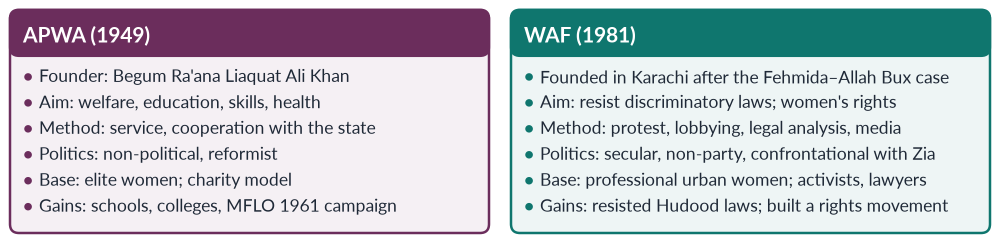 APWA (1949)
• Founder: Begum Ra'ana Liaquat Ali Khan
• Aim: welfare, education, skills, health
• Method: service, cooperation with the state
• Politics: non-political, reformist
• Base: elite women; charity model
• Gains: schools, colleges, MFLO 1961 campaign
WAF (1981)
• Founded in Karachi after the Fehmida–Allah Bux case
• Aim: resist discriminatory laws; women's rights
• Method: protest, lobbying, legal analysis, media
• Politics: secular, non-party, confrontational with Zia
• Base: professional urban women; activists, lawyers
• Gains: resisted Hudood laws; built a rights movement